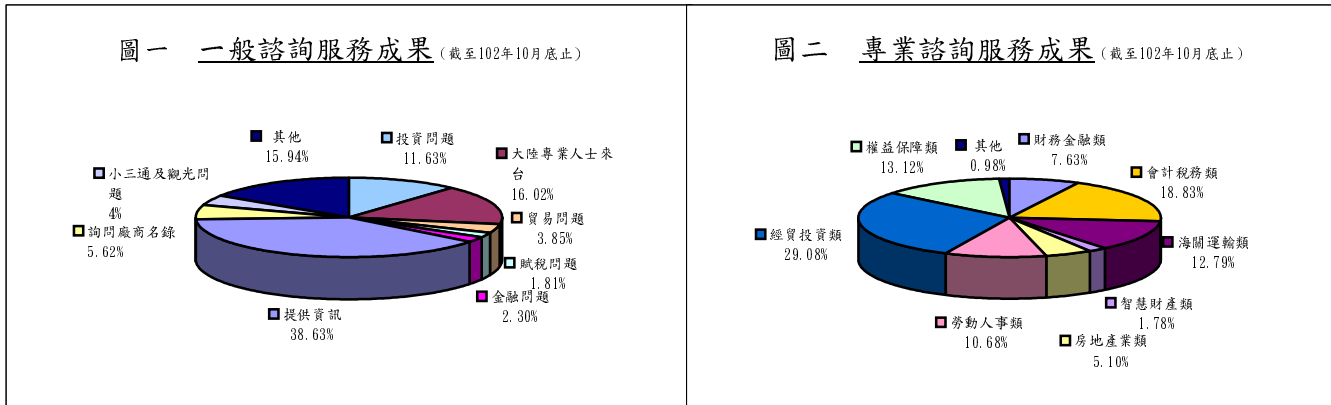 圖一 一般諮詢服務成果(截至102年10月底止)
其他
15.94%
投資問題
11.63%
大陸專業人士來
台
16.02%
貿易問題
3.85%
賦稅問題
1.81%
金融問題
2.30%
提供資訊
38.63%
詢問廠商名錄
5.62%
小三通及觀光問
題
4%
圖二 專業諮詢服務成果(截至102年10月底止)
其他
0.98%
財務金融類
7.63%
會計稅務類
18.83%
海關運輸類
12.79%
智慧財產類
1.78%
房地產業類
5.10%
勞動人事類
10.68%
經貿投資類
29.08%
權益保障類
13.12%